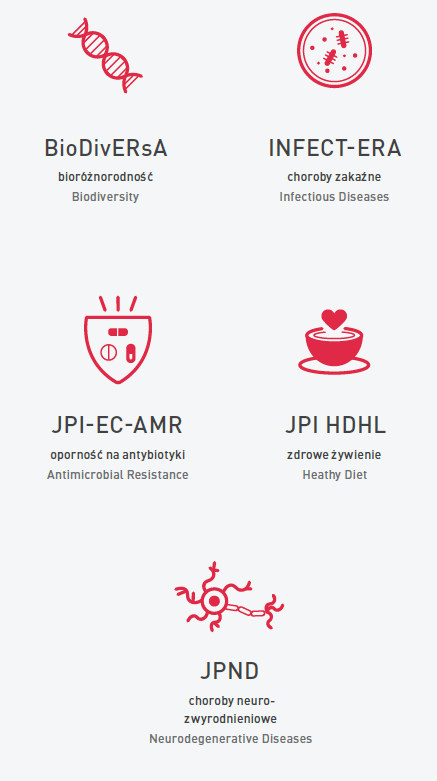 BioDivERsA
bioróżnorodność
Biodiversity
INFECT-ERA
choroby zakaźne
Infectious Diseases
JPI-EC-AMR
oporność na antybiotyki
Antimicrobial Resistance
JPI HDHL
zdrowe żywienie
Heathy Diet
JPND
choroby neuro-
zwyrodnieniowe
Neurodegenerative Diseases